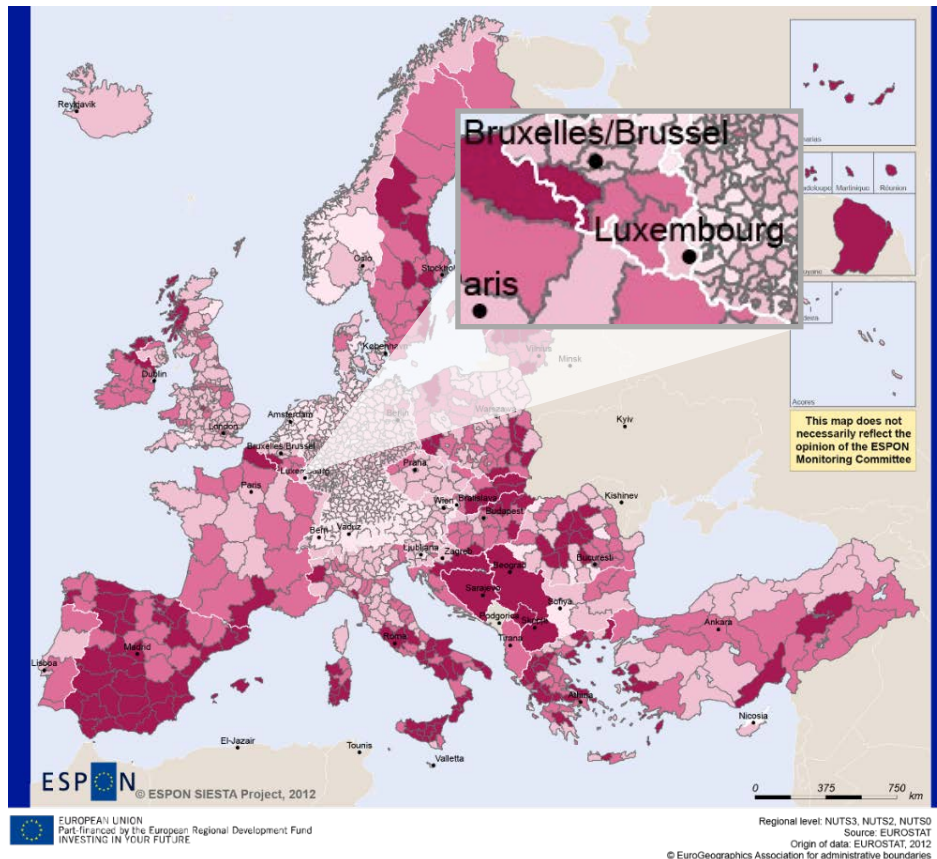 Reykjavik
Oslo
Stockho
Bruxelles/Brussel
Luxembourg
aris
Martinique
Réunion
Acores
This map does not
necessarily reflect the
opinion of the ESPON
Monitoring Committee
Dublin
Vilnius
Minsk
Amsterdam
London
Warszawa
Kyiv
Bruxelles/Brussel
Paris
Praha
Kishinev
Wien
Bratislava
Budapest
Bern
Vaduz
Ljubljana
Zagreb
Beograd
Bucuresti
Sarajevo
Sofiya
Podgorica
Skopje
Roma
Tirana
Ankara
Madrid
Lisboa
Athina
Nicosia
El-Jazair
Tounis
Valletta
ESPON
© ESPON SIESTA Project, 2012
0 375 750
km
EUROPEAN UNION
Part-financed by the European Regional Development Fund
INVESTING IN YOUR FUTURE
Regional level: NUTS3, NUTS2, NUTS0
Source: EUROSTAT
Origin of data: EUROSTAT, 2012
© EuroGeographics Association for administrative boundaries